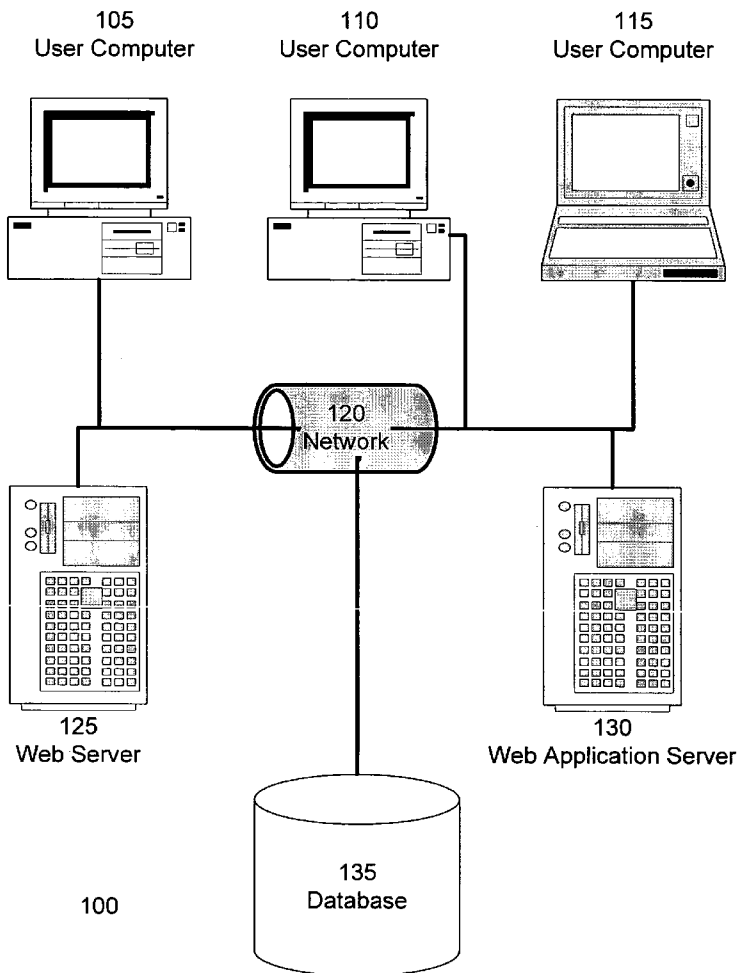 105
User Computer
110
User Computer
115
User Computer
120
Network
125
Web Server
130
Web Application Server
135
Database
100